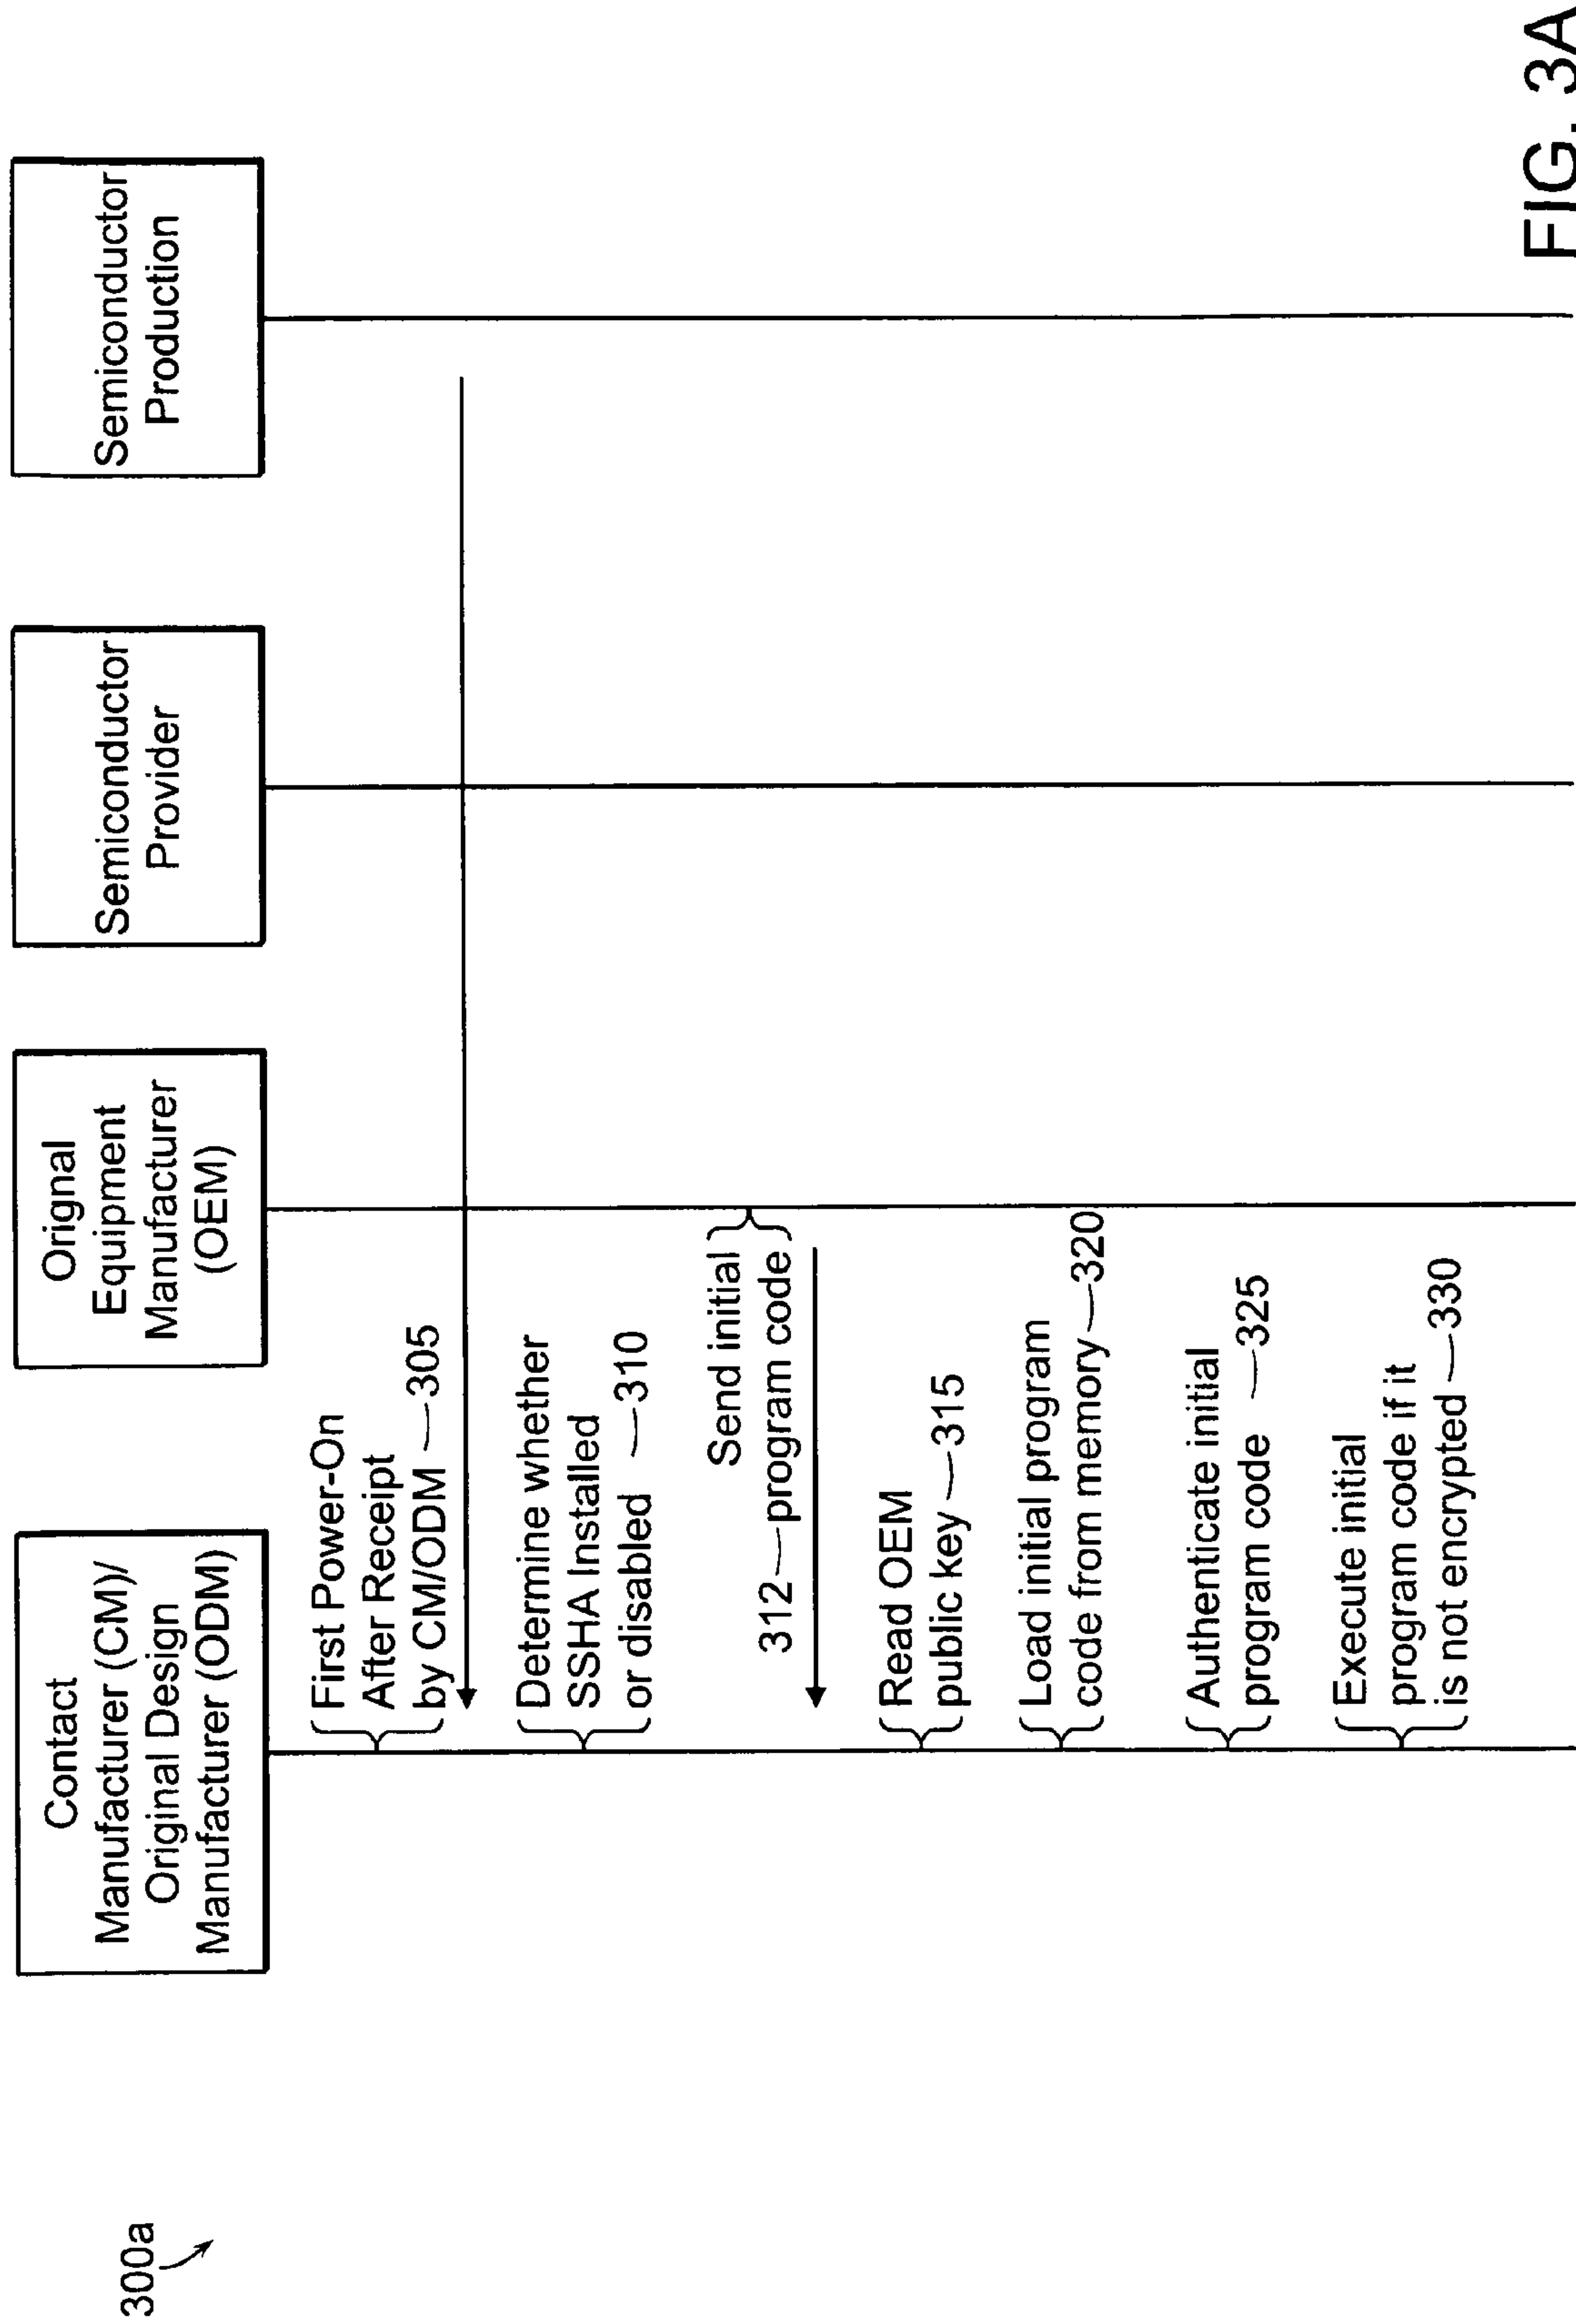 300a
Contact
Manufacturer (CM)/
Original Design
Manufacturer (ODM)
Orignal
Equipment
Manufacturer
(OEM)
Semiconductor
Provider
Semiconductor
Production
First Power-On
After Receipt
by CM/ODM 305
Determine whether
SSHA Installed
or disabled 310
Send initial
312 program code
Read OEM
public key 315
Load initial program
code from memory 320
Authenticate initial
program code 325
Execute initial
program code if it
is not encrypted 330
FIG. 3A